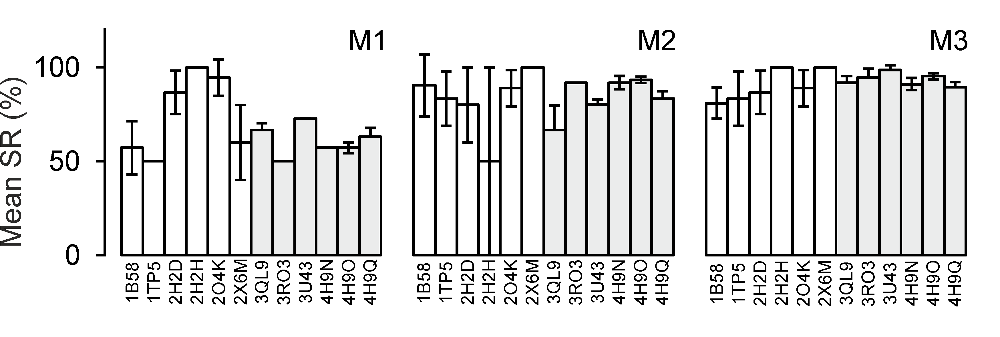 Mean SR (%)
100
50
0
M1
M2
M3
1B58
1TP5
2H2D
2H2H
2O4K
2X6M
3QL9
3RO3
3U43
4H9N
4H9O
4H9Q
1B58
1TP5
2H2D
2H2H
2O4K
2X6M
3QL9
3RO3
3U43
4H9N
4H9O
4H9Q
1B58
1TP5
2H2D
2H2H
2O4K
2X6M
3QL9
3RO3
3U43
4H9N
4H9O
4H9Q